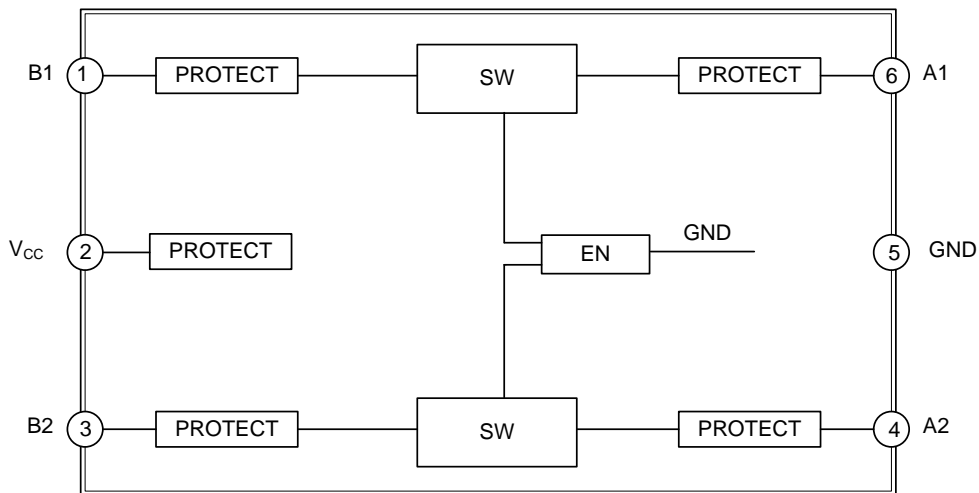 B1 1 PROTECT SW PROTECT 6 A1
GND
V_CC 2 PROTECT EN 5 GND
B2 3 PROTECT SW PROTECT 4 A2